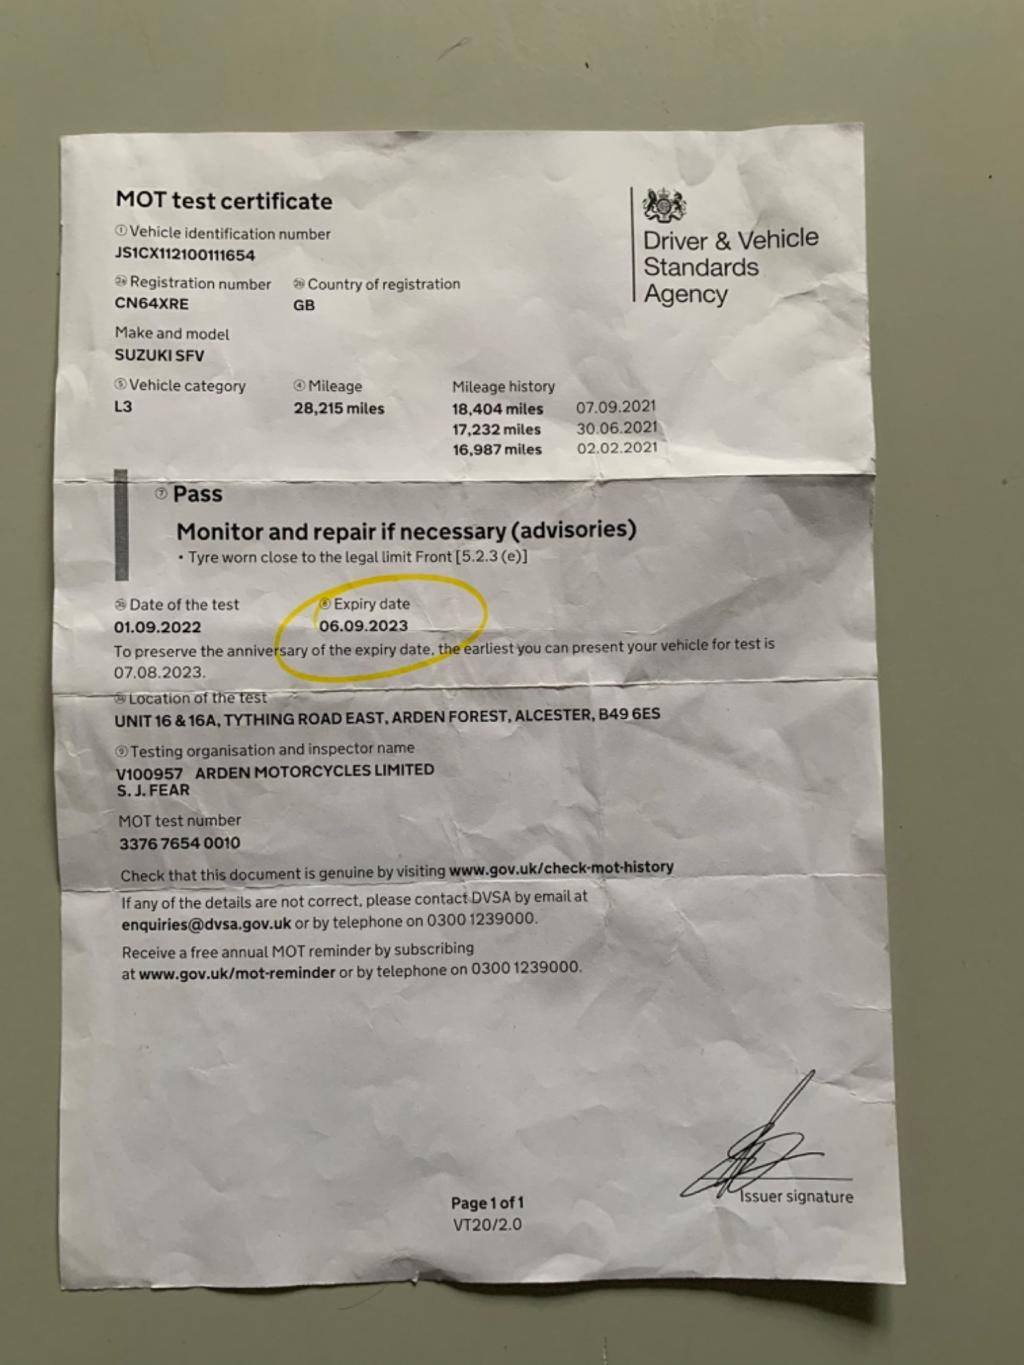 MOT test certificate
① Vehicle identification number
JS1CX112100111654
Registration number
CN64XRE
Country of registration
GB
Make and model
SUZUKI SFV
⑤ Vehicle category
L3
④ Mileage
28,215 miles
Mileage history
18,404 miles 07.09.2021
17,232 miles 30.06.2021
16,987 miles 02.02.2021
Driver & Vehicle
Standards
Agency
⑦ Pass
Monitor and repair if necessary (advisories)
• Tyre worn close to the legal limit Front [5.2.3 (e)]
Date of the test
01.09.2022
Expiry date
06.09.2023
To preserve the anniversary of the expiry date, the earliest you can present your vehicle for test is
07.08.2023.
Location of the test
UNIT 16 & 16A, TYTHING ROAD EAST, ARDEN FOREST, ALCESTER, B49 6ES
⑨ Testing organisation and inspector name
V100957 ARDEN MOTORCYCLES LIMITED
S. J. FEAR
MOT test number
3376 7654 0010
Check that this document is genuine by visiting www.gov.uk/check-mot-history
If any of the details are not correct, please contact DVSA by email at
enquiries@dvsa.gov.uk or by telephone on 0300 1239000.
Receive a free annual MOT reminder by subscribing
at www.gov.uk/mot-reminder or by telephone on 0300 1239000.
Issuer signature
Page 1 of 1
VT20/2.0